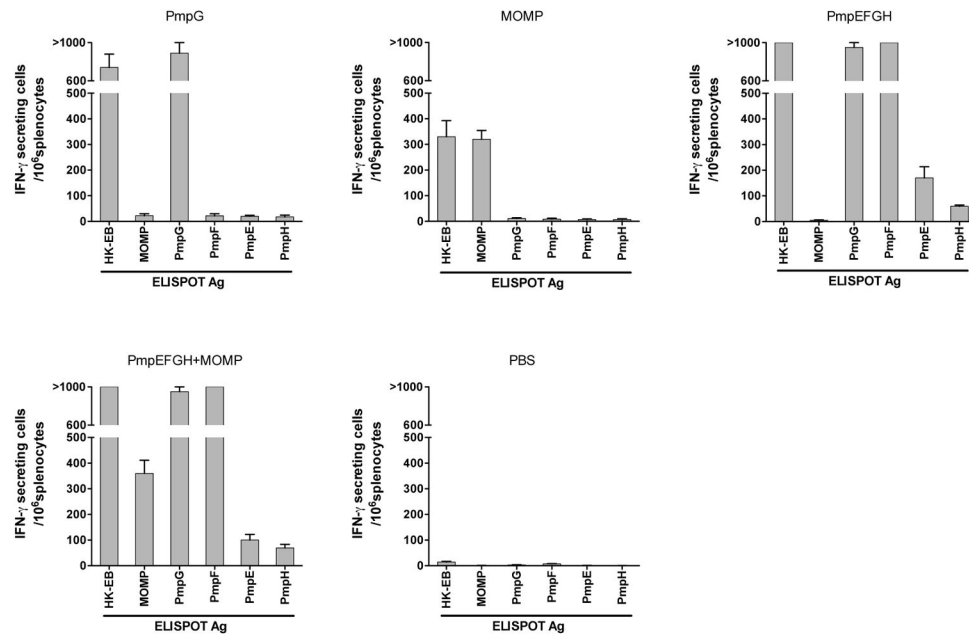 PmpG
IFN-γ secreting cells
/10⁶splenocytes
>1000
600
500
400
300
200
100
0
HK-EB
MOMP
PmpG
PmpF
PmpE
PmpH
ELISPOT Ag
MOMP
IFN-γ secreting cells
/10⁶splenocytes
>1000
600
500
400
300
200
100
0
HK-EB
MOMP
PmpG
PmpF
PmpE
PmpH
ELISPOT Ag
PmpEFGH
IFN-γ secreting cells
/10⁶splenocytes
>1000
600
500
400
300
200
100
0
HK-EB
MOMP
PmpG
PmpF
PmpE
PmpH
ELISPOT Ag
PmpEFGH+MOMP
IFN-γ secreting cells
/10⁶splenocytes
>1000
600
500
400
300
200
100
0
HK-EB
MOMP
PmpG
PmpF
PmpE
PmpH
ELISPOT Ag
PBS
IFN-γ secreting cells
/10⁶splenocytes
>1000
600
500
400
300
200
100
0
HK-EB
MOMP
PmpG
PmpF
PmpE
PmpH
ELISPOT Ag